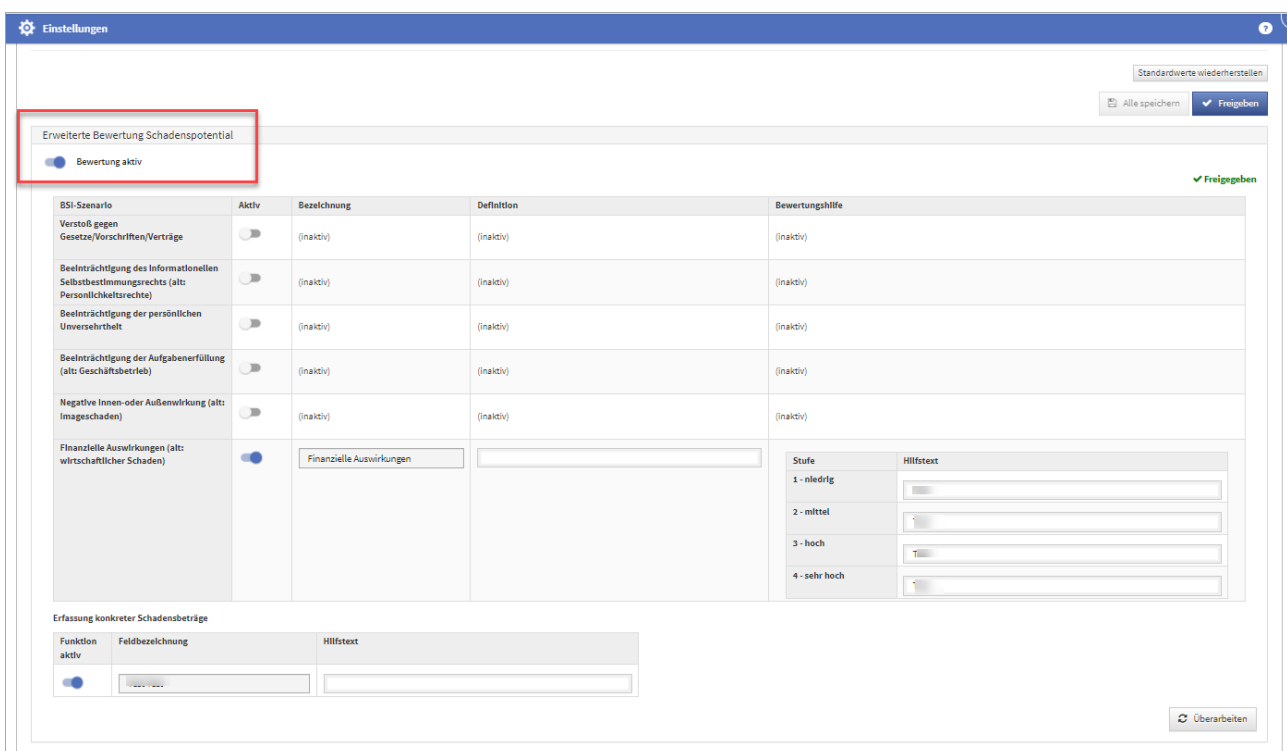 Einstellungen
Standardwerte wiederherstellen
Alle speichern
Freigeben
Erweiterte Bewertung Schadenspotential
Bewertung aktiv
Freigegeben
BSI-Szenario Aktiv Bezeichnung Definition Bewertungshilfe
Verstoß gegen
Gesetze/Vorschriften/Verträge
(inaktiv) (inaktiv) (inaktiv)
Beeinträchtigung des Informationellen
Selbstbestimmungsrechts (alt:
Persönlichkeitsrechte)
(inaktiv) (inaktiv) (inaktiv)
Beeinträchtigung der persönlichen
Unversehrtheit
(inaktiv) (inaktiv) (inaktiv)
Beeinträchtigung der Aufgabenerfüllung
(alt: Geschäftsbetrieb)
(inaktiv) (inaktiv) (inaktiv)
Negative Innen-oder Außenwirkung (alt:
Imageschaden)
(inaktiv) (inaktiv) (inaktiv)
Finanzielle Auswirkungen (alt:
wirtschaftlicher Schaden)
Finanzielle Auswirkungen
Stufe Hilfstext
1 - niedrig
2 - mittel
3 - hoch
4 - sehr hoch
Erfassung konkreter Schadensbeträge
Funktion
aktiv
Feldbezeichnung Hilfstext
Überarbeiten